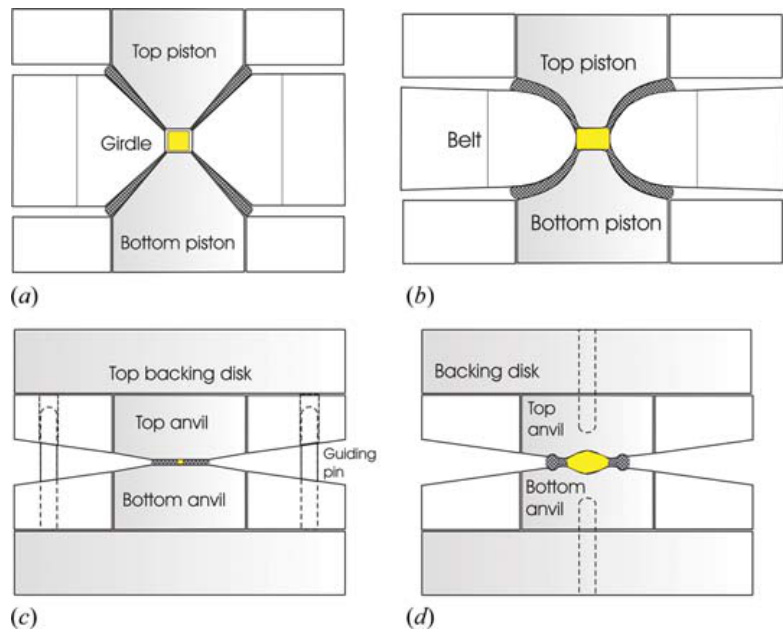 Top piston
Girdle
Bottom piston
(a)
Top piston
Belt
Bottom piston
(b)
Top backing disk
Top anvil
Guiding
pin
Bottom anvil
(c)
Backing disk
Top
anvil
Bottom
anvil
(d)